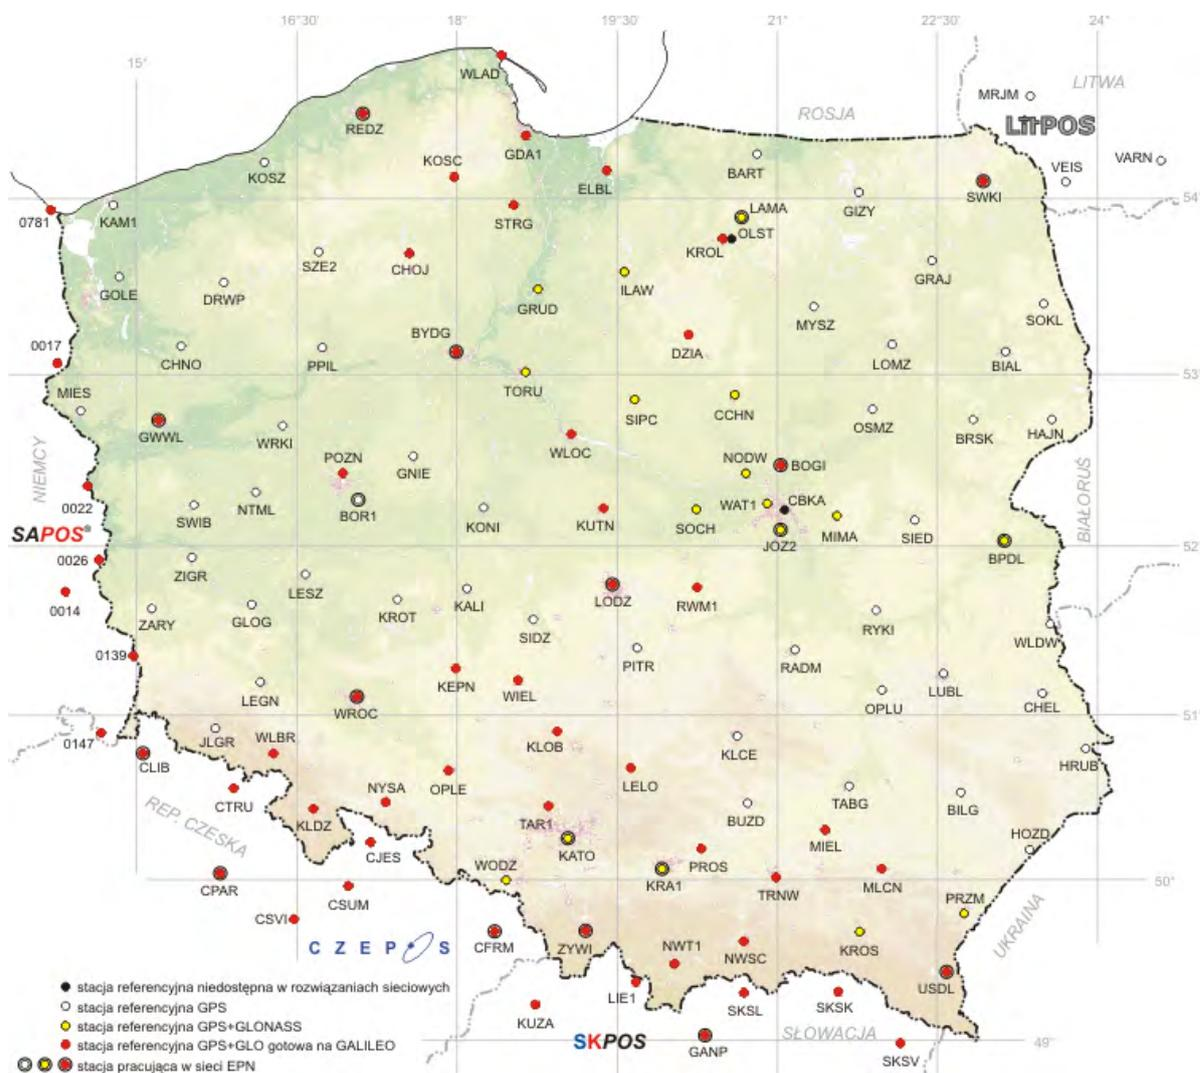 16°30'
18°
19°30'
21°
22°30'
24°
15°
WLAD
LITWA
MRJM
ROSJA
LitPOS
REDZ
GDA1
KOSC
VARN
VEIS
KOSZ
BART
ELBL
SWKI
54°
0781
KAM1
STRG
LAMA
GIZY
OLST
KROL
SZE2
CHOJ
GRAJ
GOLE
DRWP
ILAW
GRUD
SOKL
MYSZ
BYDG
0017
CHNO
PPIL
DZIA
LOMZ
BIAL
53°
MIES
TORU
SIPC
CCHN
OSMZ
BRSK
HAJN
GWWL
WRKI
WLOC
NIEMCY
POZN
GNIE
NODW
BOGI
BIAŁORUŚ
0022
SWIB
NTML
BOR1
KONI
KUTN
SOCH
WAT1
CBKA
MIMA
SIED
SAPOS®
JOZ2
52°
0026
BPDL
ZIGR
LESZ
0014
ZARY
GLOG
KROT
KALI
LODZ
RWM1
SIDZ
RYKI
WLDW
0139
PITR
RADM
KEPN
WIEL
LEGN
LUBL
WROC
OPLU
CHEL
51°
0147
JLGR
WLBR
KLOB
KLCE
CLIB
HRUB
CTRU
NYSA
OPLE
LELO
REP. CZESKA
KLDZ
TAR1
BUZD
TABG
BILG
HOZD
CJES
KATO
MIEL
WODZ
PROS
CPAR
KRA1
TRNW
MLCN
50°
CSUM
PRZM
CSVI
CZEPOS
CFRM
ZYWI
NWT1
NWSC
KROS
UKRAINA
USDL
LIE1
SKSL
SKSK
KUZA
SKPOS
GANP
SŁOWACJA
49°
SKSV
stacja referencyjna niedostępna w rozwiązaniach sieciowych
stacja referencyjna GPS
stacja referencyjna GPS+GLONASS
stacja referencyjna GPS+GLO gotowa na GALILEO
stacja pracująca w sieci EPN